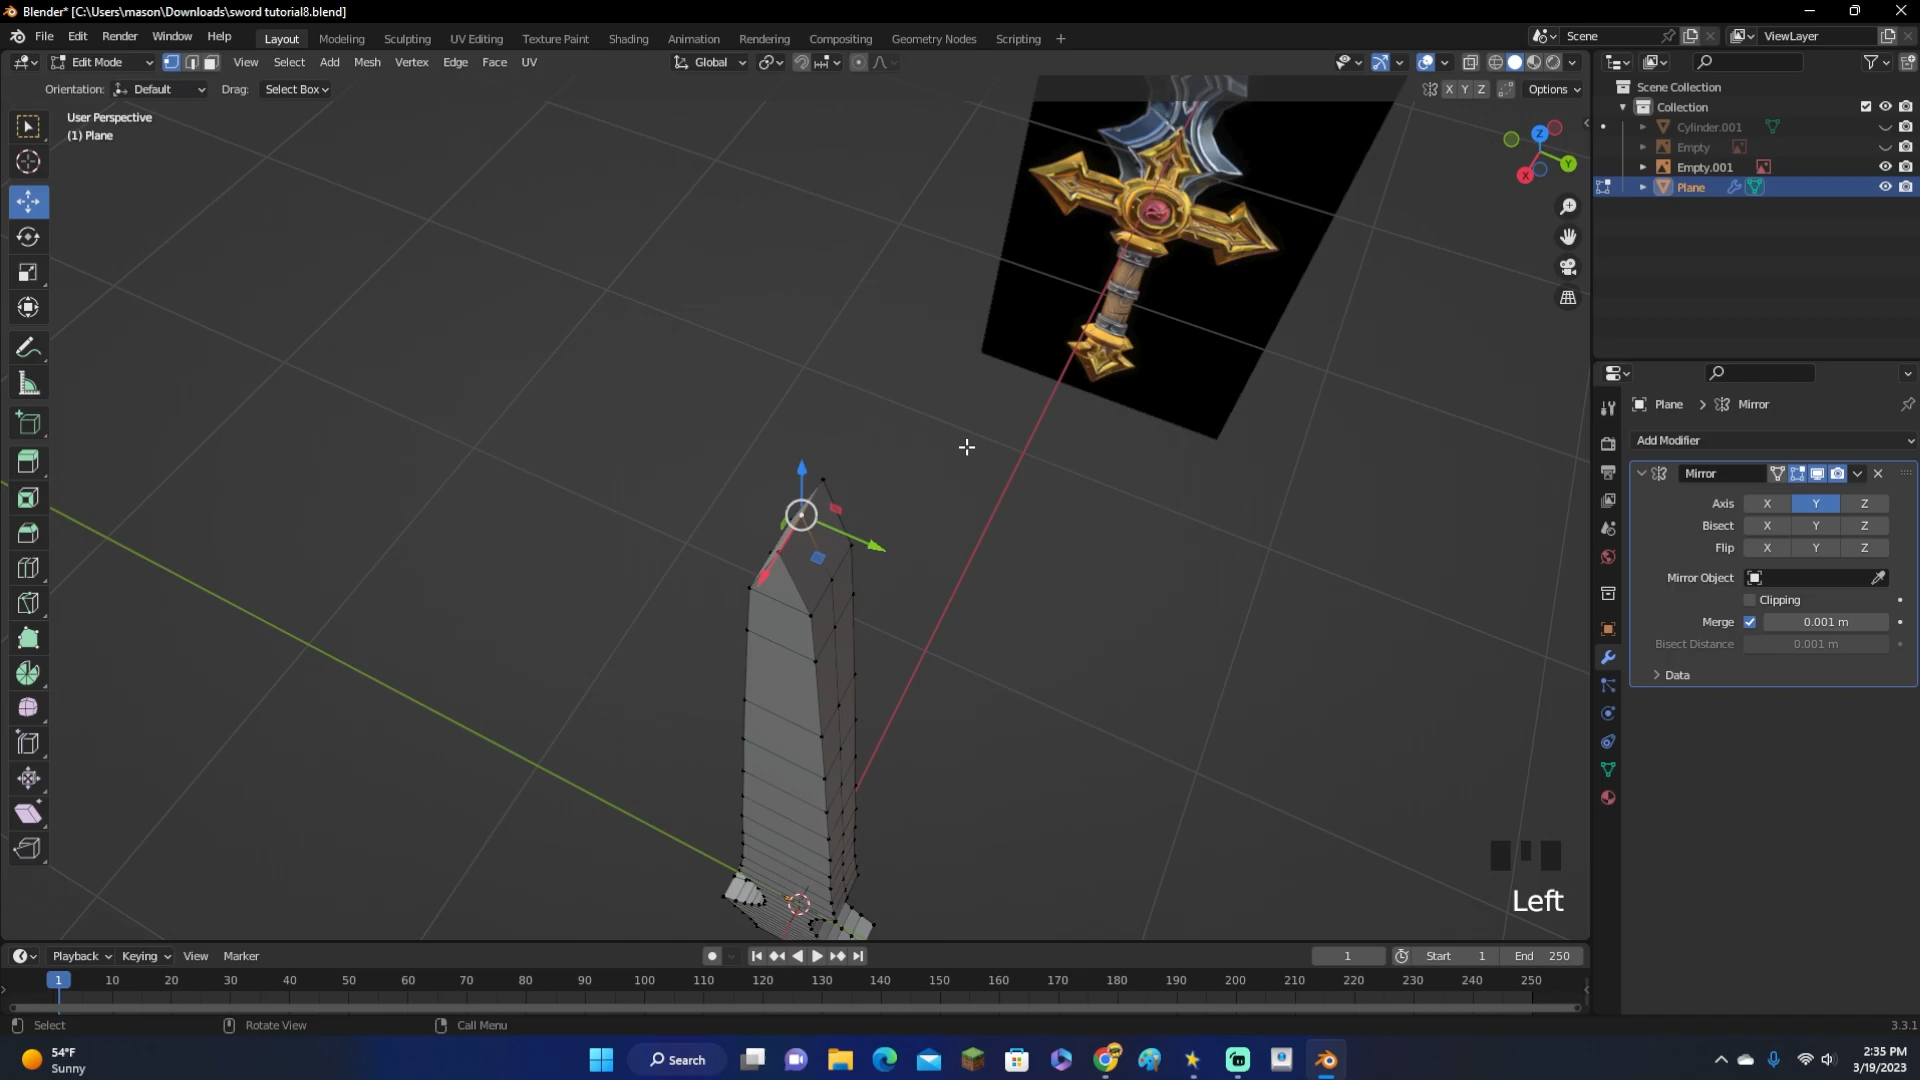 Blender* [C:\Users\mason\Downloads\sword tutorial8.blend]
File Edit Render Window Help Layout Modeling Sculpting UV Editing Texture Paint Shading Animation Rendering Compositing Geometry Nodes Scripting + Scene ViewLayer
Edit Mode View Select Add Mesh Vertex Edge Face UV Global
Orientation: Default Drag: Select Box X Y Z Options
User Perspective
(1) Plane
Z
Y
X
Scene Collection
Collection
Cylinder.001
Empty
Empty.001
Plane
Plane > Mirror
Add Modifier
Mirror
Axis X Y Z
Bisect X Y Z
Flip X Y Z
Mirror Object
Clipping
Merge 0.001 m
Bisect Distance 0.001 m
Data
Left
Playback Keying View Marker 1 Start 1 End 250
1 10 20 30 40 50 60 70 80 90 100 110 120 130 140 150 160 170 180 190 200 210 220 230 240 250
Select Rotate View Call Menu 3.3.1
54°F
Sunny
Search
2:35 PM
3/19/2023